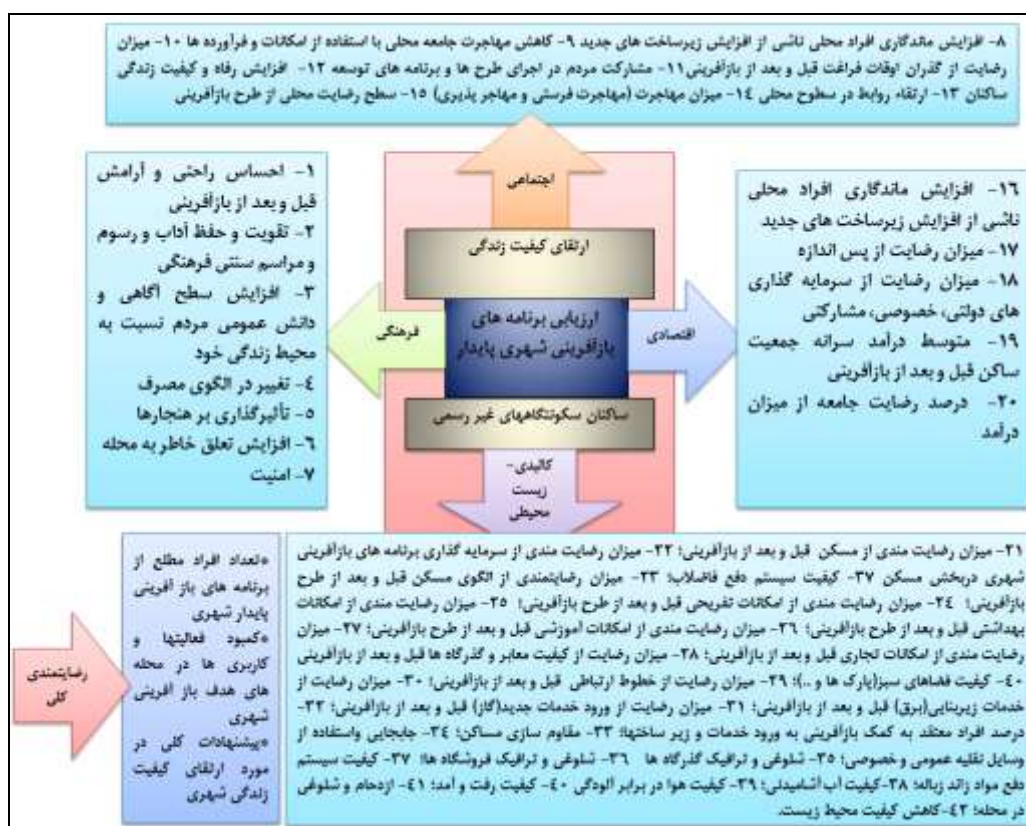 ۸- افزایش ماندگاری افراد محلی ناشی از افزایش زیرساخت های جدید ۹- کاهش مهاجرت جامعه محلی با استفاده از امکانات و فرآورده ها ۱۰- میزان
رضایت از گذران اوقات فراغت قبل و بعد از بازآفرینی۱۱- مشارکت مردم در اجرای طرح ها و برنامه های توسعه ۱۲- افزایش رفاه و کیفیت زندگی
ساکنان ۱۳- ارتقاء روابط در سطوح محلی ۱۴- میزان مهاجرت (مهاجرت فرستی و مهاجر پذیری) ۱۵- سطح رضایت محلی از طرح بازآفرینی
اجتماعی
۱۶- افزایش ماندگاری افراد محلی
ناشی از افزایش زیرساخت های جدید
۱۷- میزان رضایت از پس اندازه
۱۸- میزان رضایت از سرمایه گذاری
های دولتی، خصوصی، مشارکتی
۱۹- متوسط درآمد سرانه جمعیت
ساکن قبل و بعد از بازآفرینی
۲۰- درصد رضایت جامعه از میزان
درآمد
اقتصادی
ارتقای کیفیت زندگی
ارزیابی برنامه های
بازآفرینی شهری پایدار
ساکنان سکونتگاههای غیر رسمی
فرهنگی
۱- احساس راحتی و آرامش
قبل و بعد از بازآفرینی
۲- تقویت و حفظ آداب و رسوم
و مراسم سنتی فرهنگی
۳- افزایش سطح آگاهی و
دانش عمومی مردم نسبت به
محیط زندگی خود
۴- تغییر در الگوی مصرف
۵- تأثیرگذاری بر هنجارها
۶- افزایش تعلق خاطر به محله
۷- امنیت
کالبدی-
زیست
محیطی
۲۱- میزان رضایت مندی از مسکن قبل و بعد از بازآفرینی؛ ۲۲- میزان رضایت مندی از سرمایه گذاری برنامه های بازآفرینی
شهری دربخش مسکن ۳۷- کیفیت سیستم دفع فاضلاب؛ ۲۳- میزان رضایتمندی از الگوی مسکن قبل و بعد از طرح
بازآفرینی؛ ۲۴- میزان رضایت مندی از امکانات تفریحی قبل و بعد از طرح بازآفرینی؛ ۲۵- میزان رضایت مندی از امکانات
بهداشتی قبل و بعد از طرح بازآفرینی؛ ۲۶- میزان رضایت مندی از امکانات آموزشی قبل و بعد از طرح بازآفرینی؛ ۲۷- میزان
رضایت مندی از امکانات تجاری قبل و بعد از بازآفرینی؛ ۲۸- میزان رضایت از کیفیت معابر و گذرگاه ها قبل و بعد از بازآفرینی
۴۰- کیفیت فضاهای سبز(پارک ها و ..)؛ ۲۹- میزان رضایت از خطوط ارتباطی قبل و بعد از بازآفرینی؛ ۳۰- میزان رضایت از
خدمات زیربنایی(برق) قبل و بعد از بازآفرینی؛ ۳۱- میزان رضایت از ورود خدمات جدید(گاز) قبل و بعد از بازآفرینی؛ ۳۲-
درصد افراد معتقد به کمک بازآفرینی به ورود خدمات و زیر ساختها؛ ۳۳- مقاوم سازی مساکن؛ ۳۴- جابجایی واستفاده از
وسایل نقلیه عمومی و خصوصی؛ ۳۵- شلوغی و ترافیک گذرگاه ها ۳۶- شلوغی و ترافیک فروشگاه ها؛ ۳۷- کیفیت سیستم
دفع مواد زائد زباله؛ ۳۸-کیفیت آب آشامیدنی؛ ۳۹- کیفیت هوا در برابر آلودگی ۴۰- کیفیت رفت و آمد؛ ۴۱- ازدحام و شلوغی
در محله؛ ۴۲-کاهش کیفیت محیط زیست.
*تعداد افراد مطلع از
برنامه های باز آفرینی
پایدار شهری
*کمبود فعالیتها و
کاربری ها در محله
های هدف باز آفرینی
شهری
*پیشنهادات کلی در
مورد ارتقای کیفیت
زندگی شهری
رضایتمندی
کلی